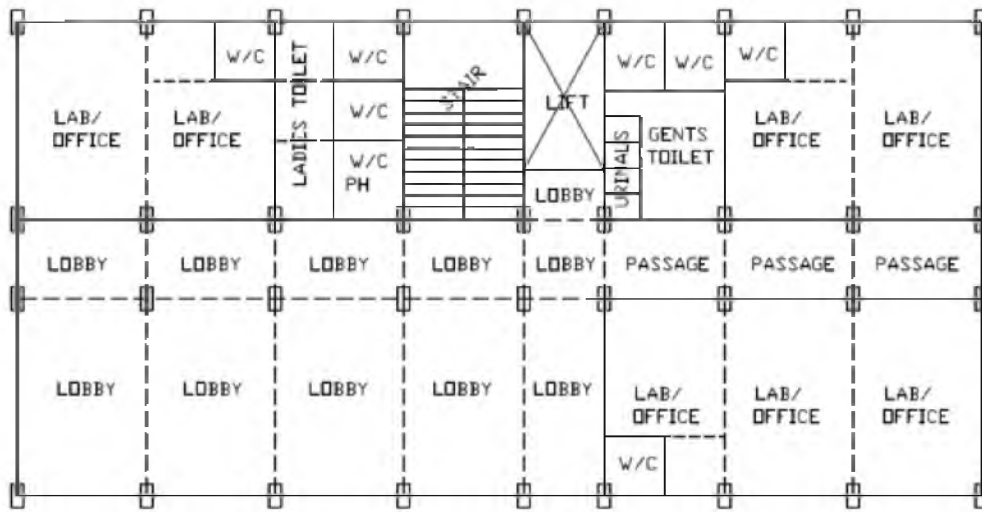 W/C
LADIES TOILET
W/C
STAIR
W/C
W/C
W/C
LAB/
OFFICE
LAB/
OFFICE
W/C
LIFT
URINALS
GENTS
TOILET
LAB/
OFFICE
LAB/
OFFICE
W/C
PH
LOBBY
LOBBY
LOBBY
LOBBY
LOBBY
LOBBY
PASSAGE
PASSAGE
PASSAGE
LOBBY
LOBBY
LOBBY
LOBBY
LOBBY
LAB/
OFFICE
LAB/
OFFICE
LAB/
OFFICE
W/C